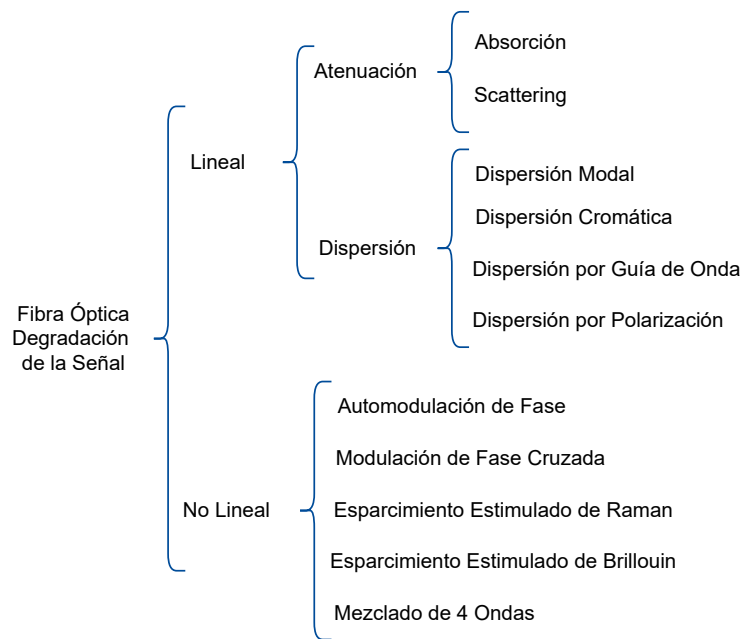 Fibra Óptica
Degradación
de la Señal
Lineal
Atenuación
Absorción
Scattering
Dispersión
Dispersión Modal
Dispersión Cromática
Dispersión por Guía de Onda
Dispersión por Polarización
No Lineal
Automodulación de Fase
Modulación de Fase Cruzada
Esparcimiento Estimulado de Raman
Esparcimiento Estimulado de Brillouin
Mezclado de 4 Ondas